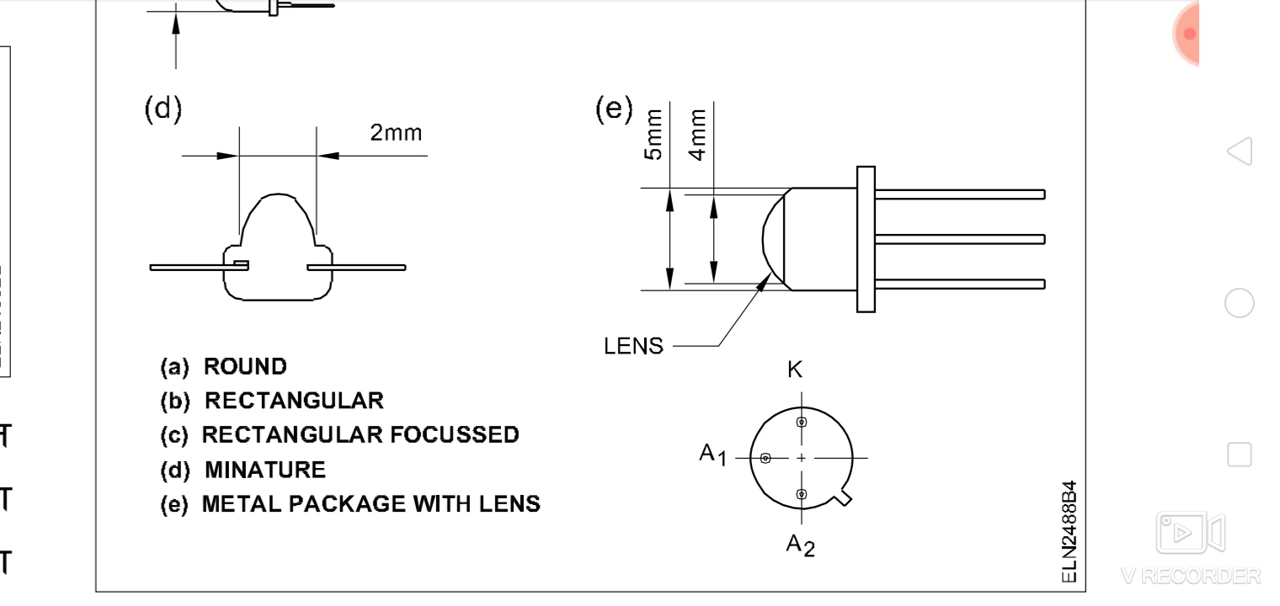 (d)
2mm
(e)
5mm
4mm
LENS
(a) ROUND
(b) RECTANGULAR
(c) RECTANGULAR FOCUSSED
(d) MINATURE
(e) METAL PACKAGE WITH LENS
K
A1
A2
ELN2488B4
V RECORDER